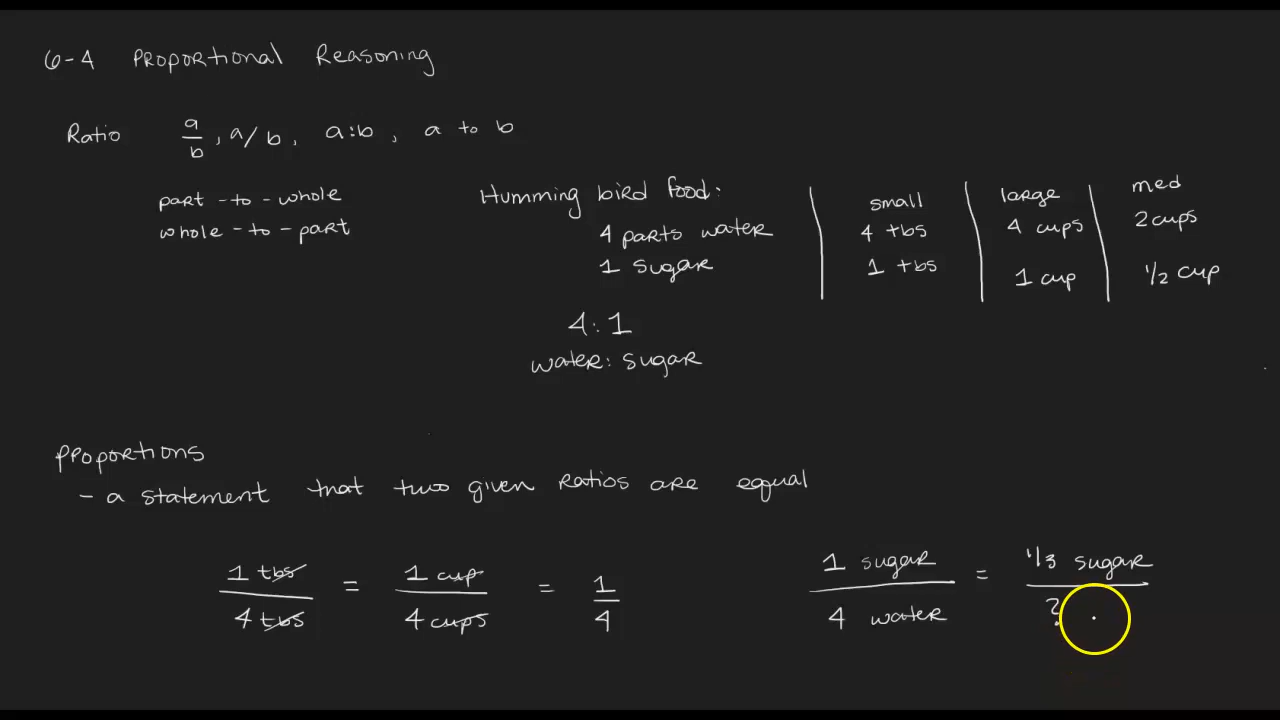 6-4 Proportional Reasoning
Ratio a/b, a/b, a:b, a to b
part-to-whole
whole-to-part
Humming bird food:
4 parts water
1 sugar
4:1
water: sugar
small
4 tbs
1 tbs
large
4 cups
1 cup
med
2 cups
1/2 cup
Proportions
- a statement that two given ratios are equal
1 tbs / 4 tbs = 1 cup / 4 cups = 1/4
1 sugar / 4 water = 1/3 sugar / ?